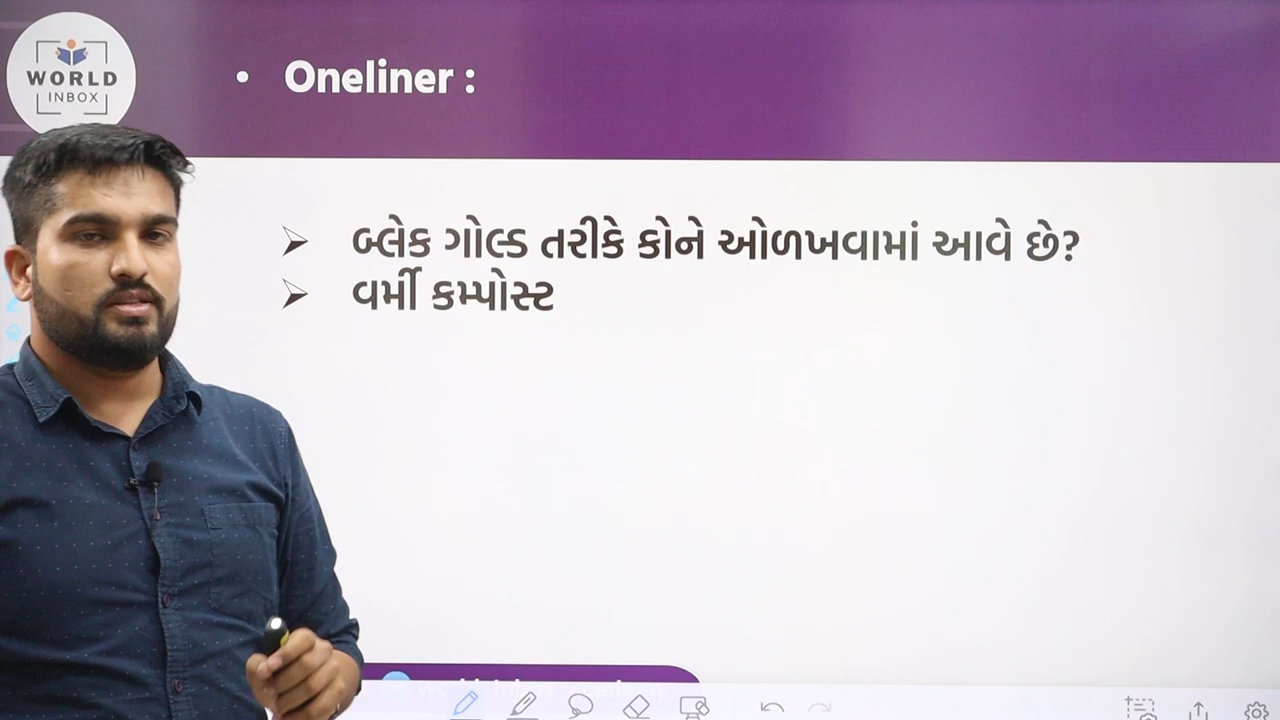 WORLD
INBOX
• Oneliner :
➢ બ્લેક ગોલ્ડ તરીકે કોને ઓળખવામાં આવે છે?
➢ વર્મી કમ્પોસ્ટ